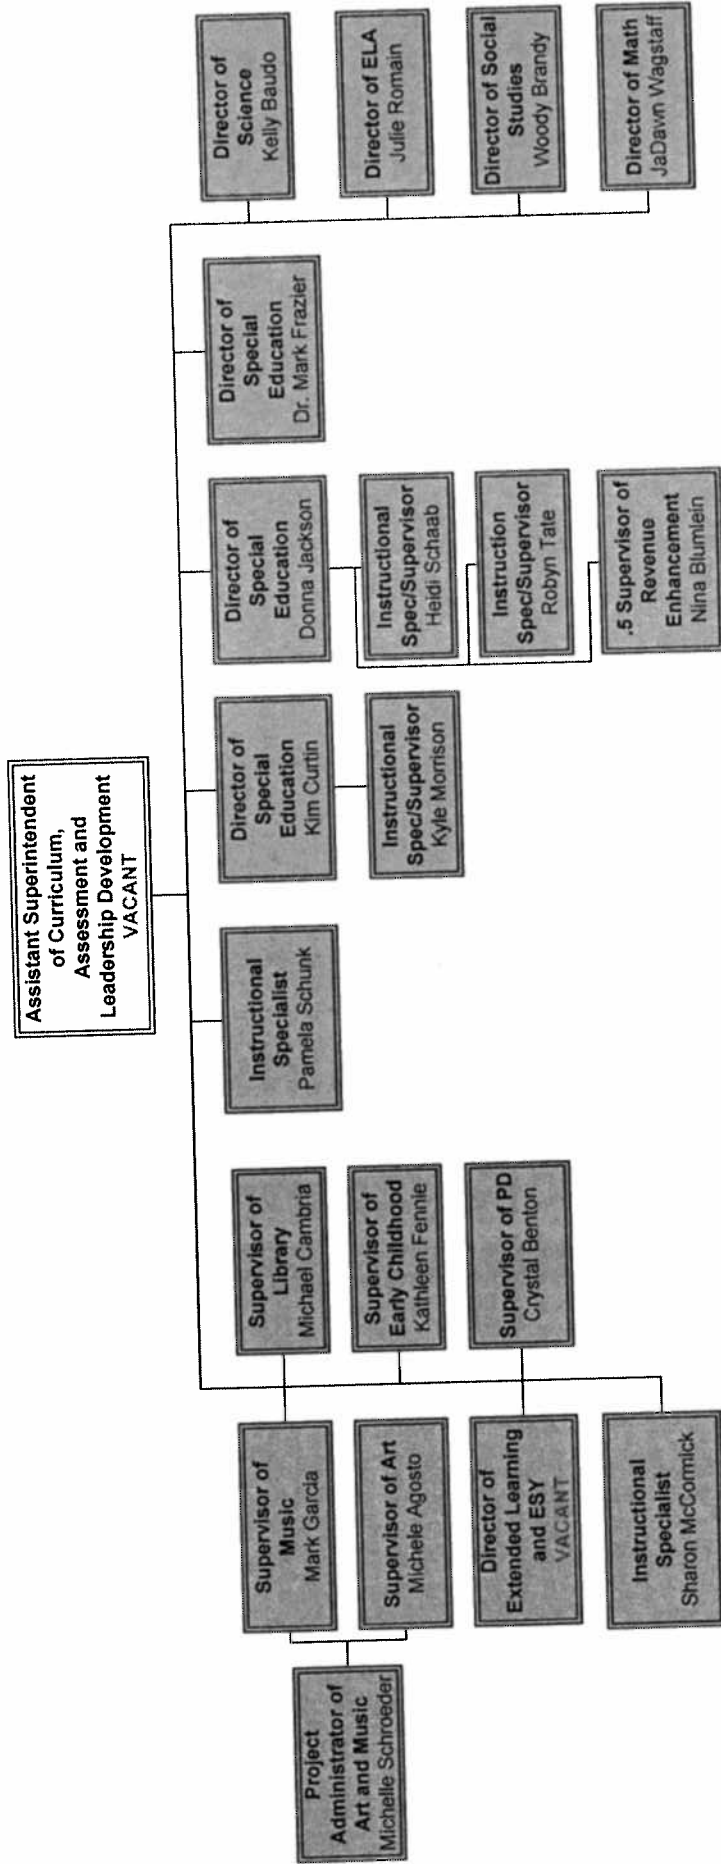 Assistant Superintendent
of Curriculum,
Assessment and
Leadership Development
VACANT
Project
Administrator of
Art and Music
Michelle Schroeder
Supervisor of
Music
Mark Garcia
Supervisor of Art
Michele Agosto
Director of
Extended Learning
and ESY
VACANT
Instructional
Specialist
Sharon McCormick
Supervisor of
Library
Michael Cambria
Supervisor of
Early Childhood
Kathleen Fennie
Supervisor of PD
Crystal Benton
Instructional
Specialist
Pamela Schunk
Director of
Special
Education
Kim Curtin
Instructional
Spec/Supervisor
Kyle Morrison
Director of
Special
Education
Donna Jackson
Instructional
Spec/Supervisor
Heidi Schaab
Instruction
Spec/Supervisor
Robyn Tate
.5 Supervisor of
Revenue
Enhancement
Nina Blumlein
Director of
Special
Education
Dr. Mark Frazier
Director of
Science
Kelly Baudo
Director of ELA
Julie Romain
Director of Social
Studies
Woody Brandy
Director of Math
JaDawn Wagstaff